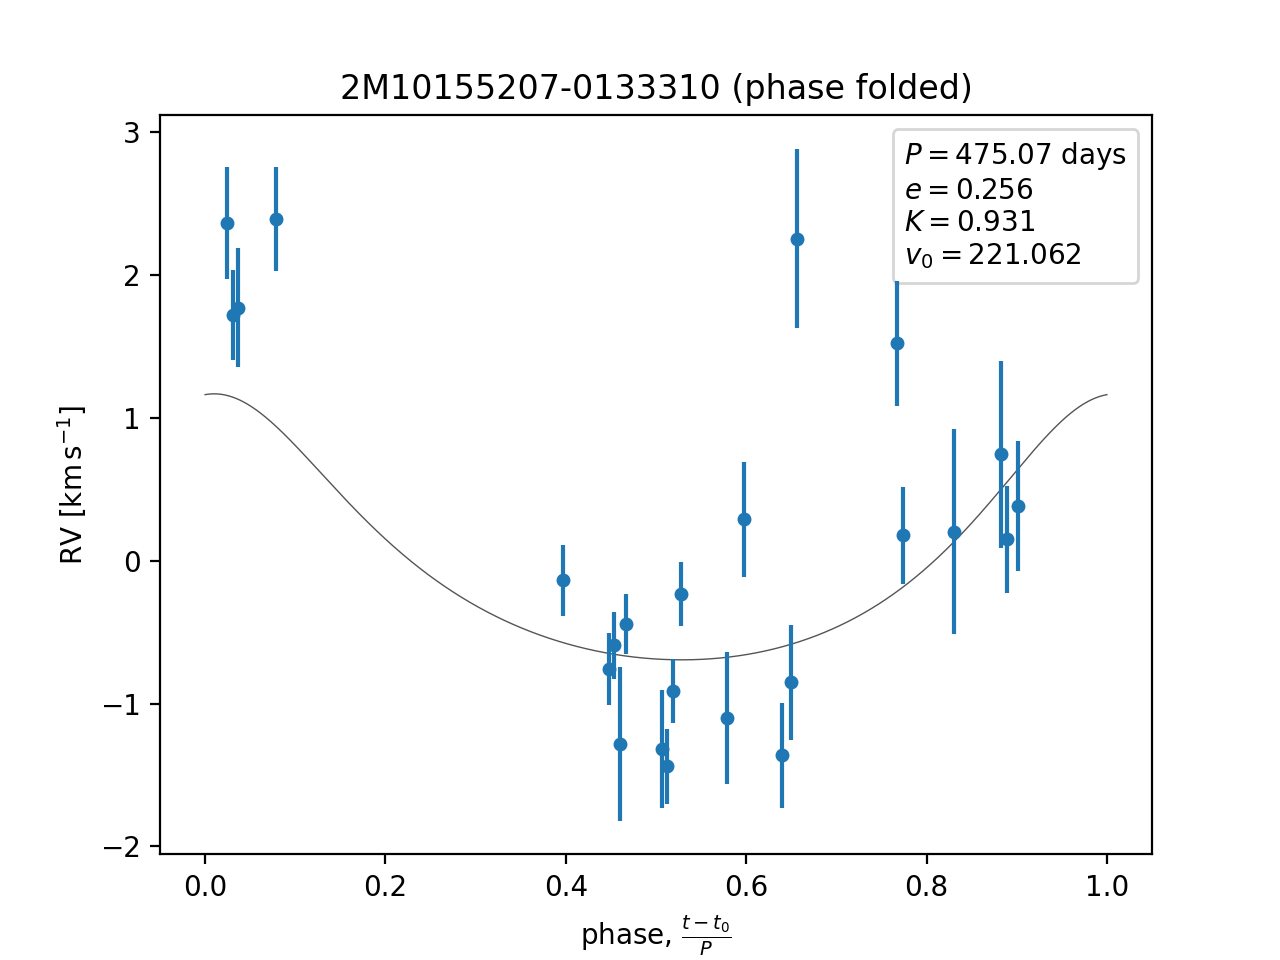 2M10155207-0133310 (phase folded)
P = 475.07 days
e = 0.256
K = 0.931
v₀ = 221.062
3
2
1
0
−1
−2
RV [km s⁻¹]
0.0 0.2 0.4 0.6 0.8 1.0
phase, (t − t₀)/P